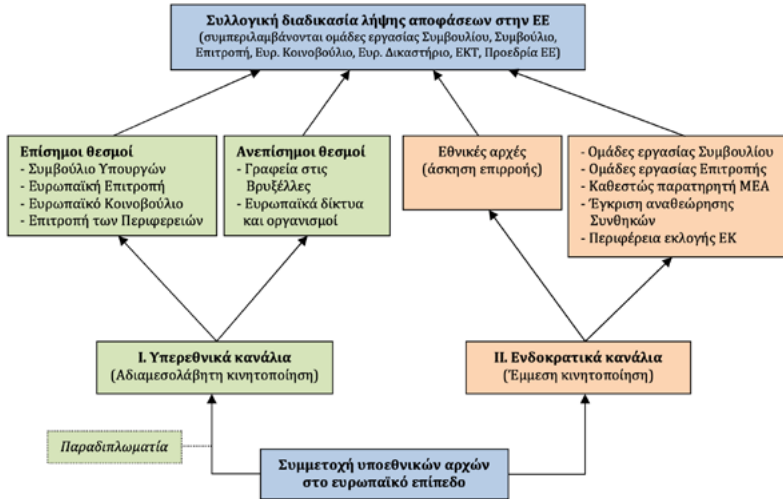 Συλλογική διαδικασία λήψης αποφάσεων στην ΕΕ
(συμπεριλαμβάνονται ομάδες εργασίας Συμβουλίου, Συμβούλιο,
Επιτροπή, Ευρ. Κοινοβούλιο, Ευρ. Δικαστήριο, ΕΚΤ, Προεδρία ΕΕ)
Επίσημοι θεσμοί
- Συμβούλιο Υπουργών
- Ευρωπαϊκή Επιτροπή
- Ευρωπαϊκό Κοινοβούλιο
- Επιτροπή των Περιφερειών
Ανεπίσημοι θεσμοί
- Γραφεία στις
Βρυξέλλες
- Ευρωπαϊκά δίκτυα
και οργανισμοί
Εθνικές αρχές
(άσκηση επιρροής)
- Ομάδες εργασίας Συμβουλίου
- Ομάδες εργασίας Επιτροπής
- Καθεστώς παρατηρητή ΜΕΑ
- Έγκριση αναθεώρησης
Συνθηκών
- Περιφέρεια εκλογής ΕΚ
Ι. Υπερεθνικά κανάλια
(Αδιαμεσολάβητη κινητοποίηση)
ΙΙ. Ενδοκρατικά κανάλια
(Έμμεση κινητοποίηση)
Παραδιπλωματία
Συμμετοχή υποεθνικών αρχών
στο ευρωπαϊκό επίπεδο